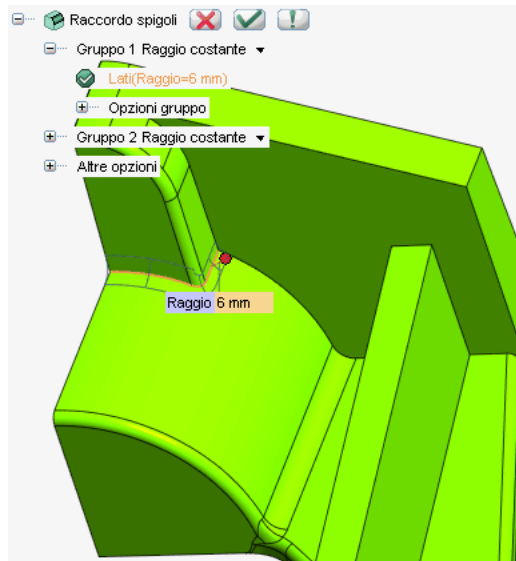 Raccordo spigoli
Gruppo 1 Raggio costante
Lati(Raggio=6 mm)
Opzioni gruppo
Gruppo 2 Raggio costante
Altre opzioni
Raggio 6 mm